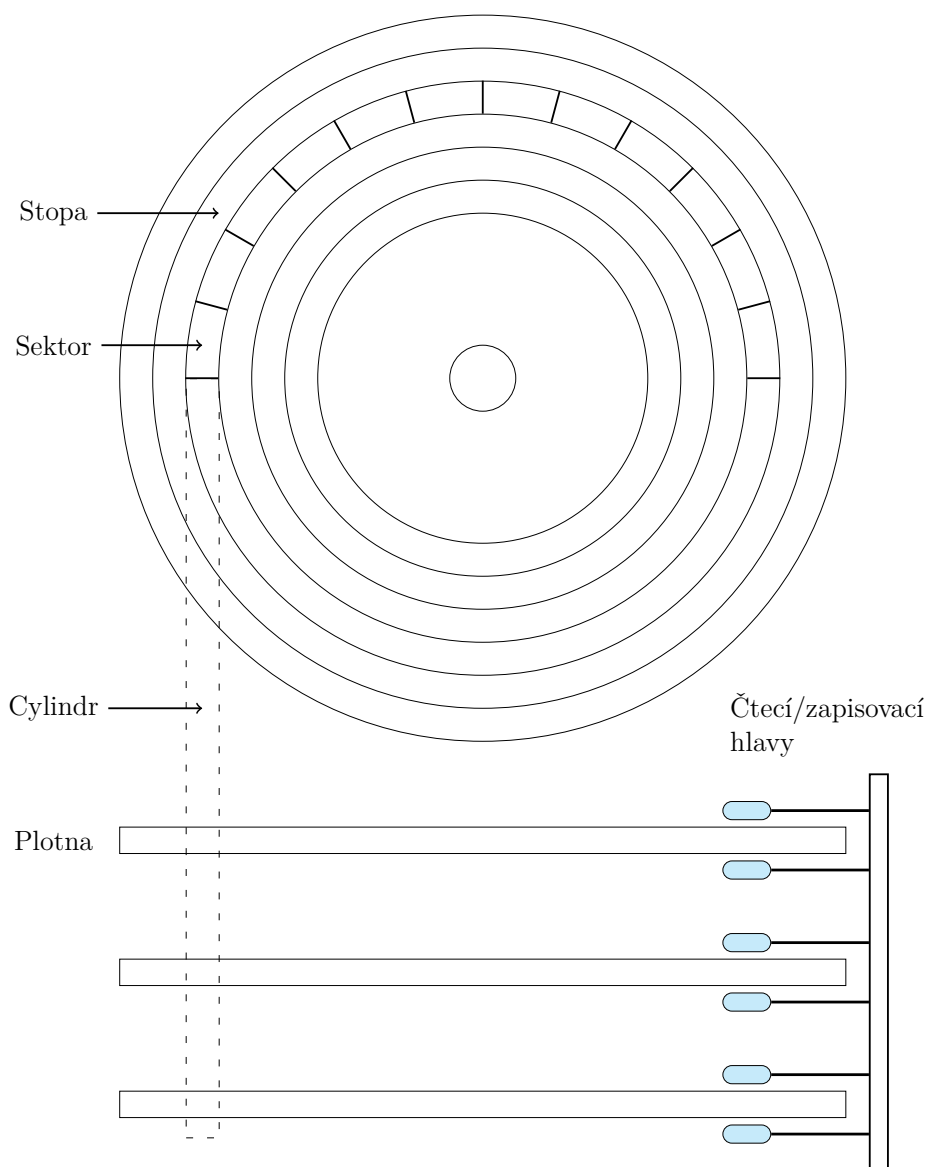 Stopa
Sektor
Cylindr
Čtecí/zapisovací
hlavy
Plotna